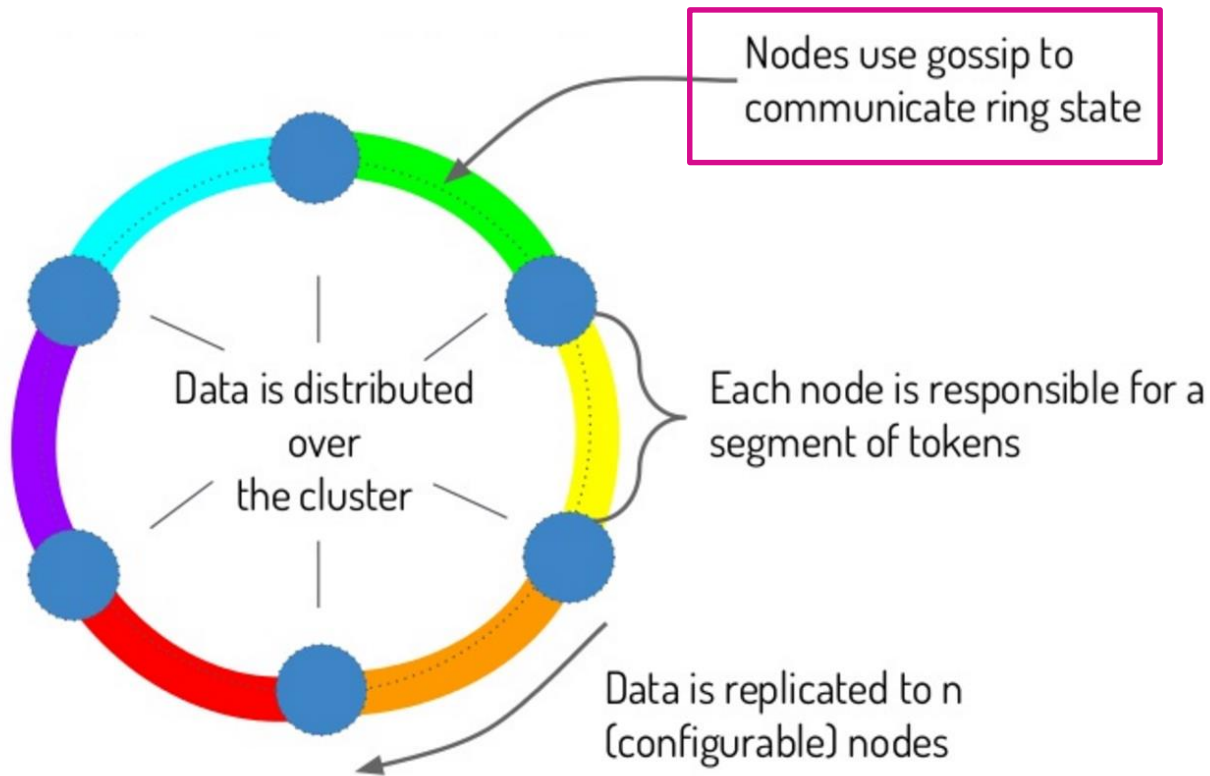 Nodes use gossip to
communicate ring state
Data is distributed
over
the cluster
Each node is responsible for a
segment of tokens
Data is replicated to n
(configurable) nodes